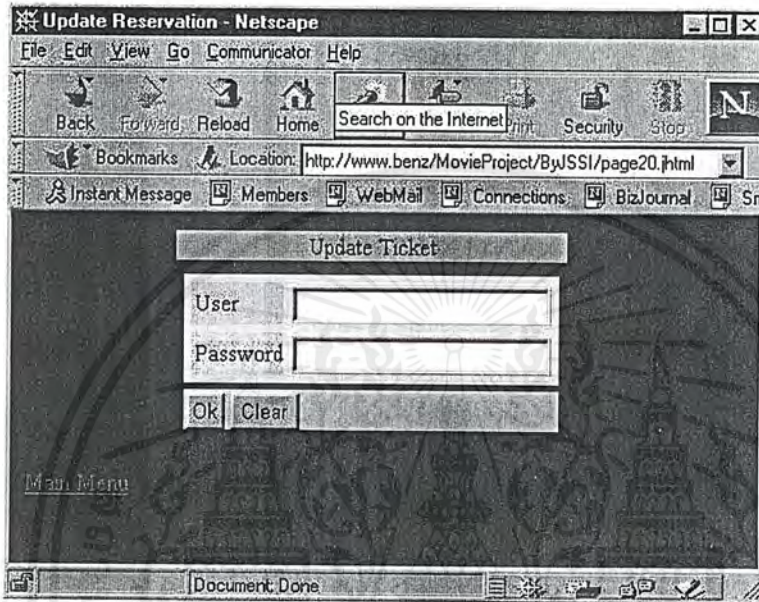 Update Reservation - Netscape
File Edit View Go Communicator Help
Back Forward Reload Home Search on the Internet Print Security Stop N
Bookmarks Location: http://www.benz/MovieProject/ByJSSI/page20.jhtml
Instant Message Members WebMail Connections BizJournal Sm
Update Ticket
User
Password
Ok Clear
Main Menu
Document: Done